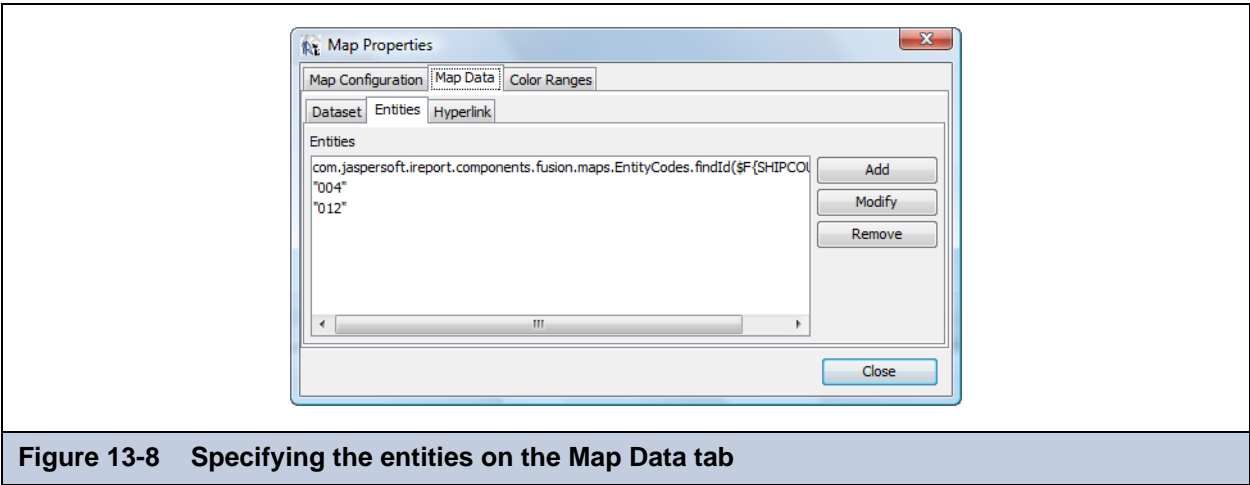 Map Properties
Map Configuration Map Data Color Ranges
Dataset Entities Hyperlink
Entities
com.jaspersoft.ireport.components.fusion.maps.EntityCodes.findId($F{SHIPCOU
"004"
"012"
Add
Modify
Remove
Close
Figure 13-8 Specifying the entities on the Map Data tab